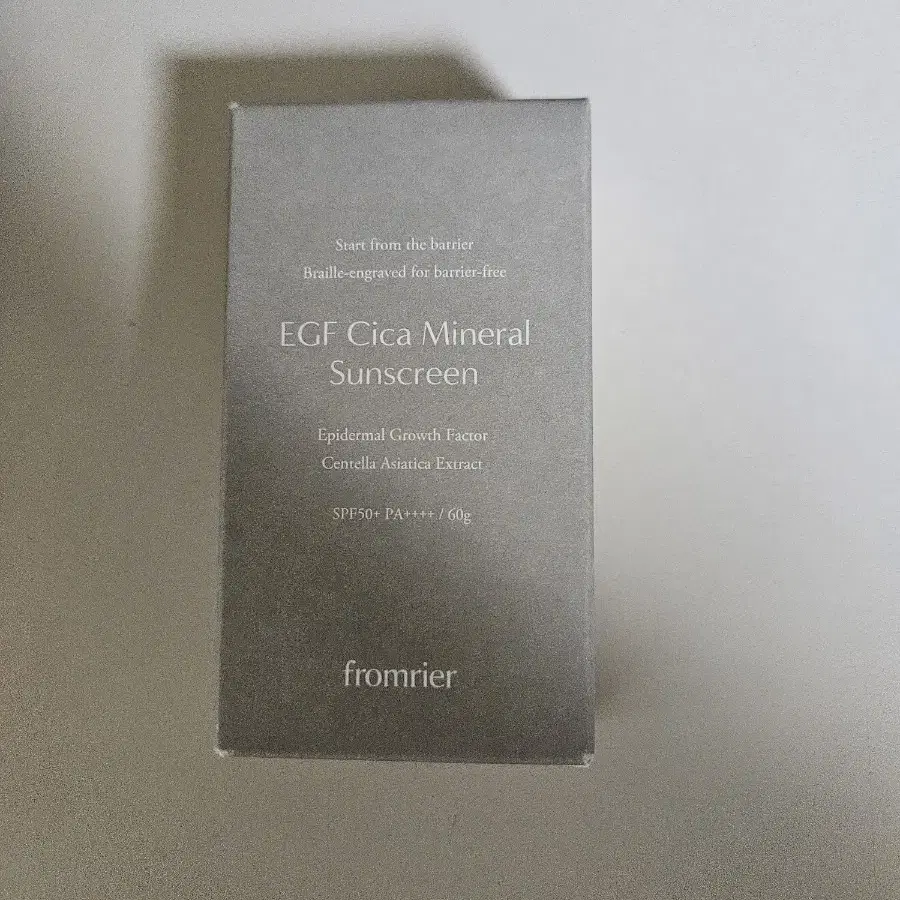 Start from the barrier
Braille-engraved for barrier-free
EGF Cica Mineral
Sunscreen
Epidermal Growth Factor
Centella Asiatica Extract
SPF50+ PA++++ / 60g
fromrier